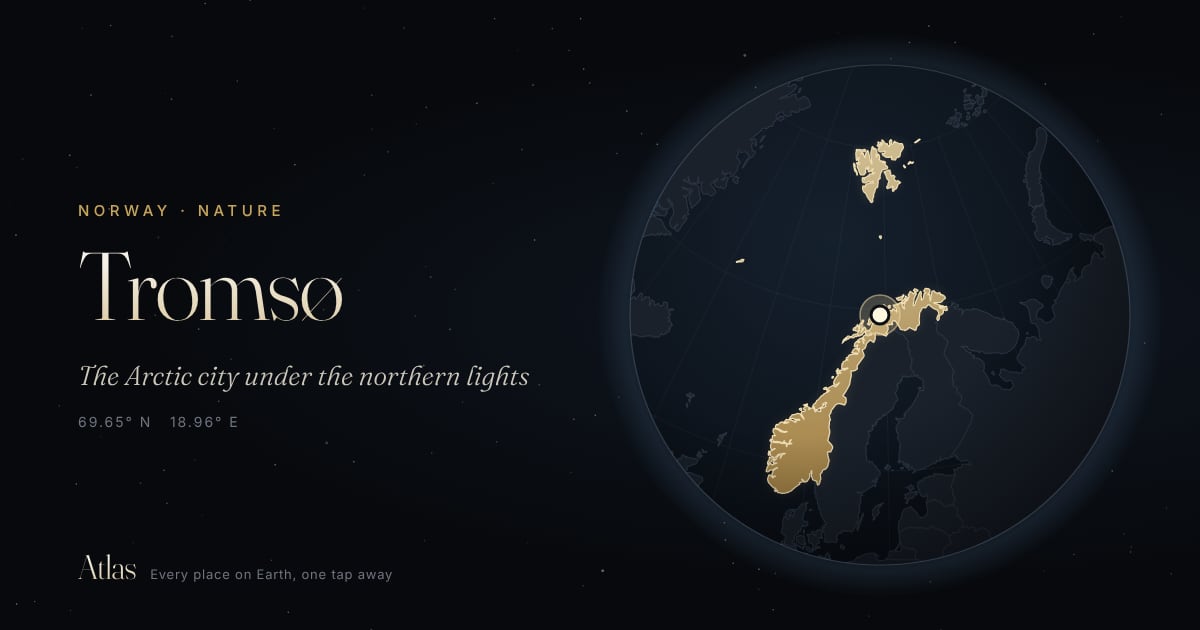 NORWAY · NATURE
Tromsø
The Arctic city under the northern lights
69.65° N 18.96° E
Atlas Every place on Earth, one tap away